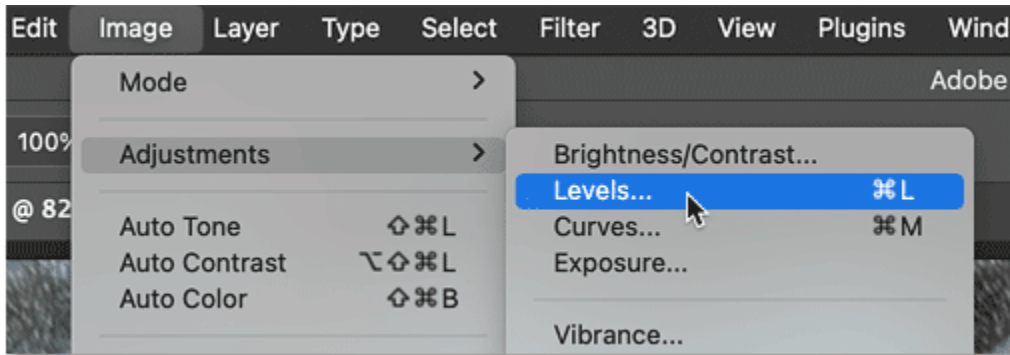 Edit Image Layer Type Select Filter 3D View Plugins Wind
Adobe
100%
@ 82
Mode >
Adjustments >
Auto Tone ⇧⌘L
Auto Contrast ⌥⇧⌘L
Auto Color ⇧⌘B
Brightness/Contrast...
Levels... ⌘L
Curves... ⌘M
Exposure...
Vibrance...